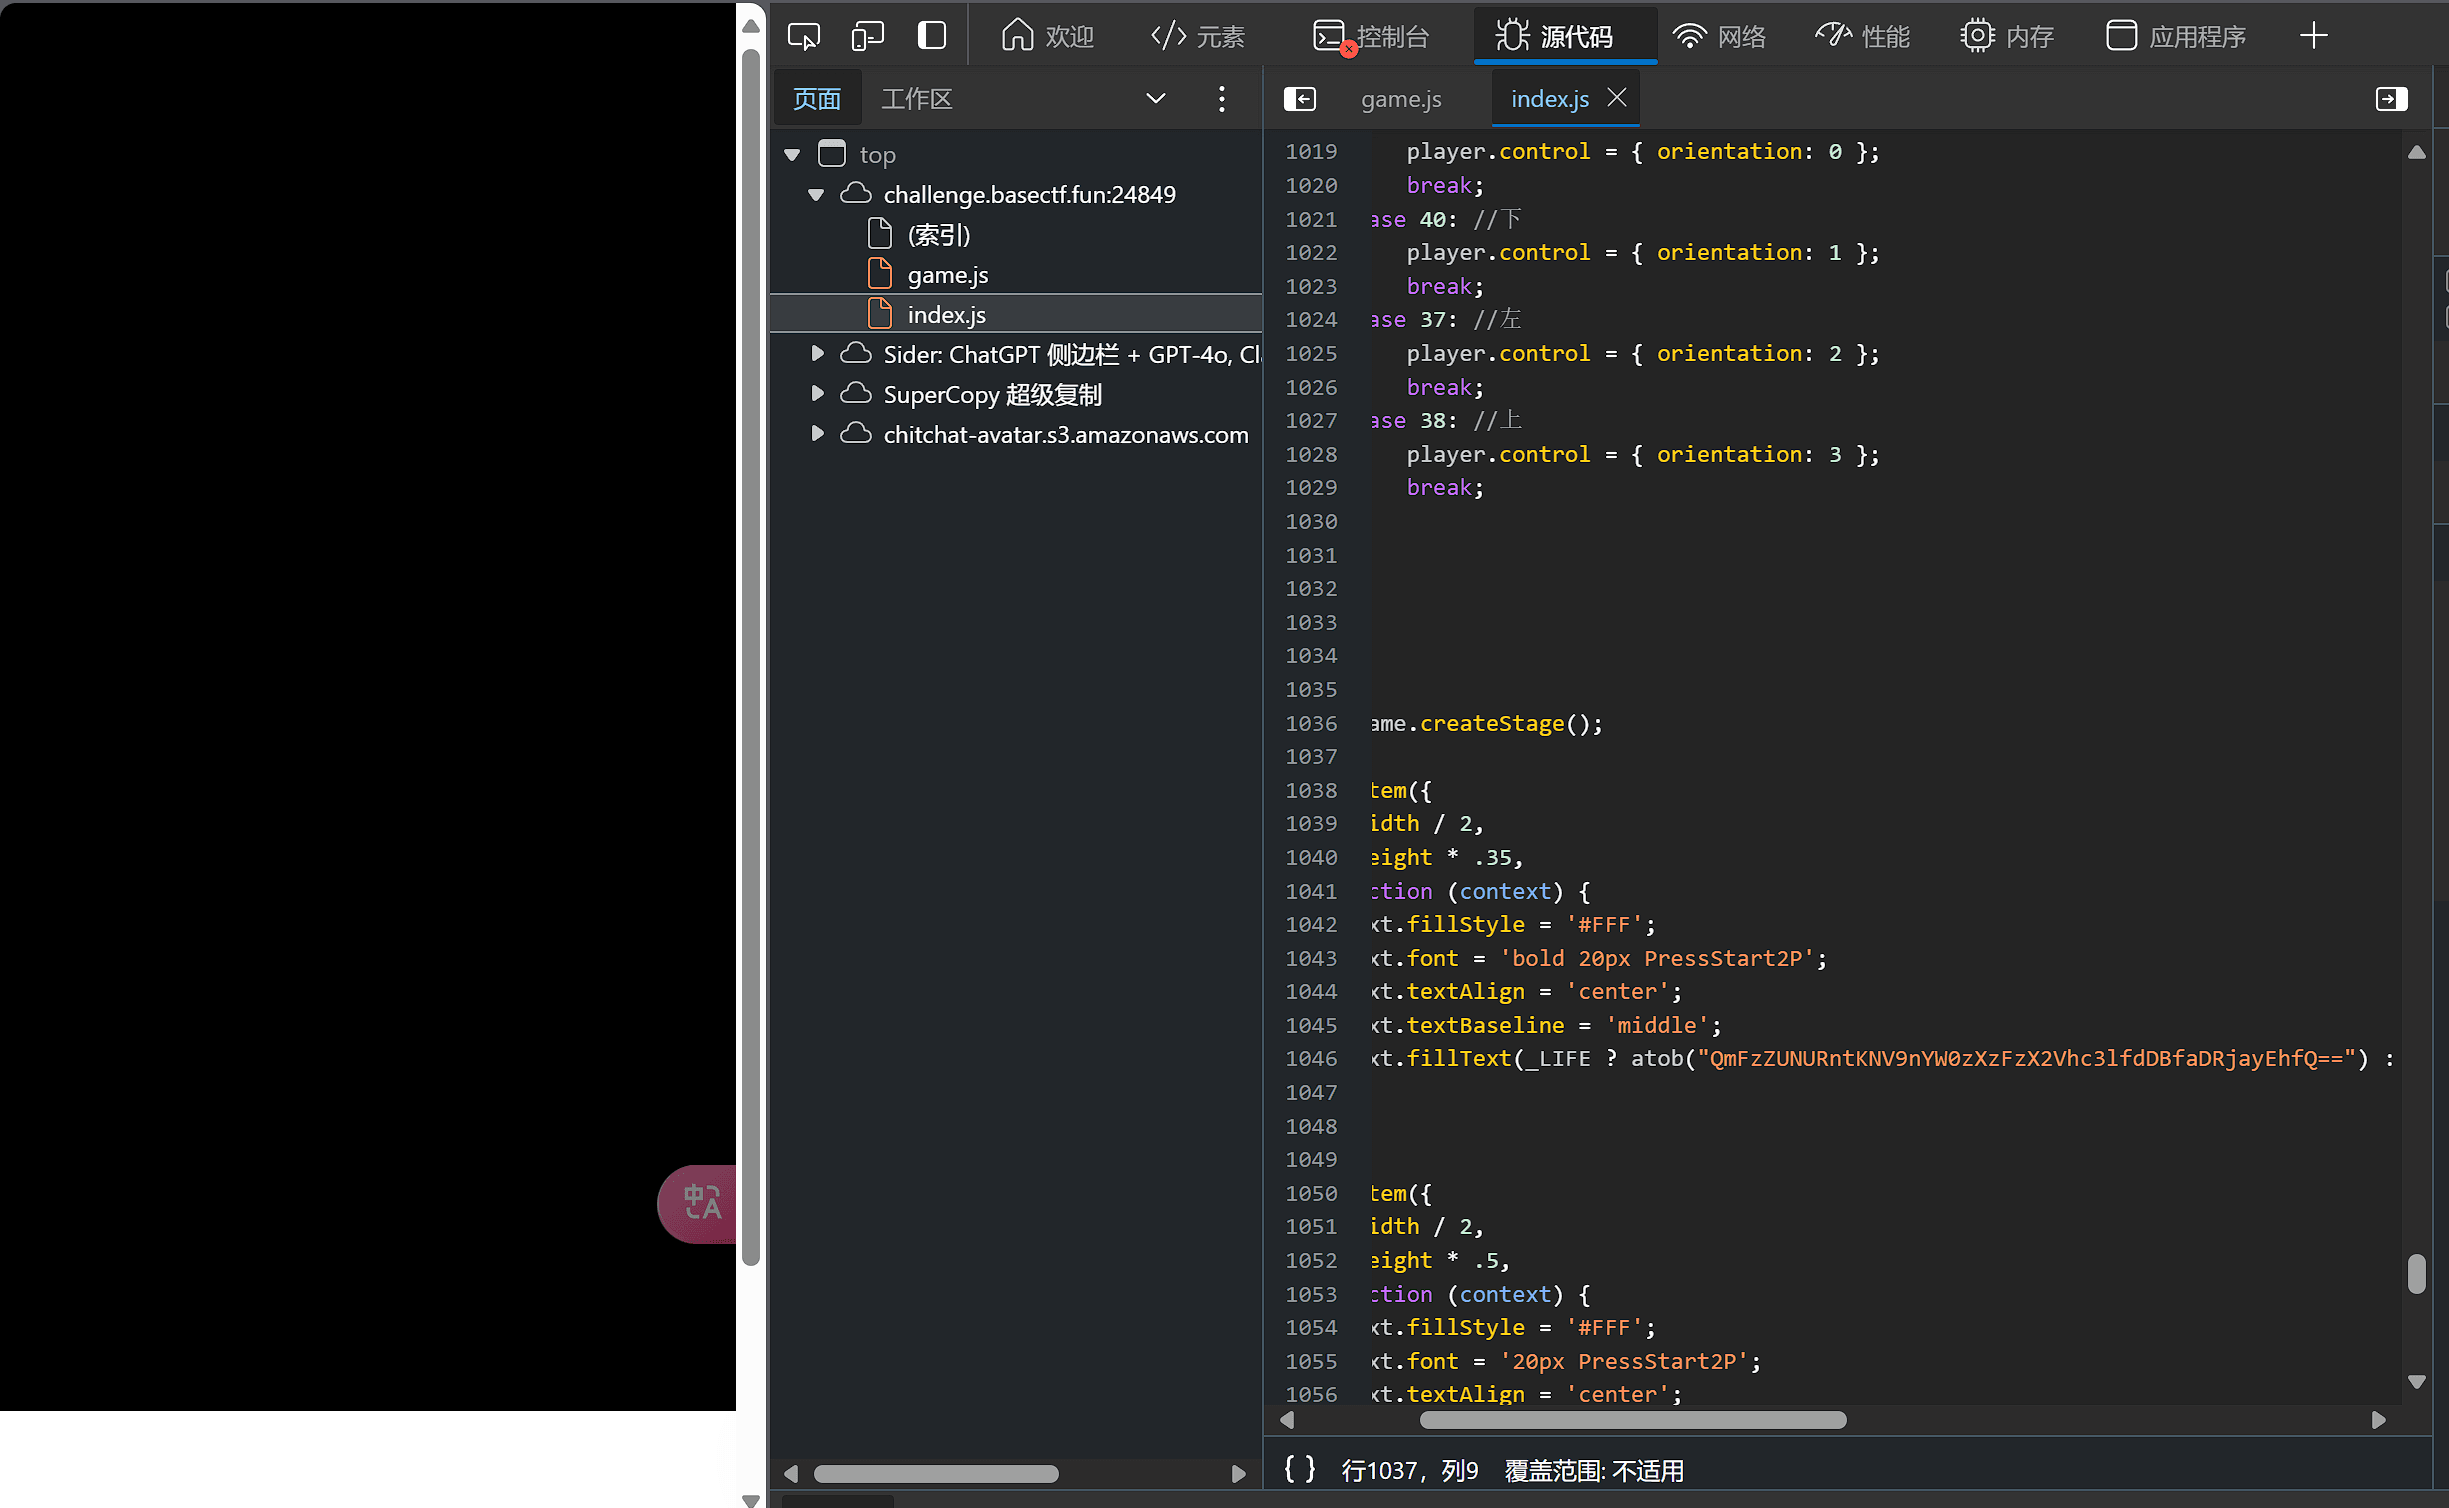 欢迎
元素
控制台
源代码
网络
性能
内存
应用程序
页面
工作区
game.js
index.js
top
challenge.basectf.fun:24849
(索引)
game.js
index.js
Sider: ChatGPT 侧边栏 + GPT-4o, Cl
SuperCopy 超级复制
chitchat-avatar.s3.amazonaws.com
1019 player.control = { orientation: 0 };
1020 break;
1021 ase 40: //下
1022 player.control = { orientation: 1 };
1023 break;
1024 ase 37: //左
1025 player.control = { orientation: 2 };
1026 break;
1027 ase 38: //上
1028 player.control = { orientation: 3 };
1029 break;
1030
1031
1032
1033
1034
1035
1036 ame.createStage();
1037
1038 tem({
1039 idth / 2,
1040 eight * .35,
1041 ction (context) {
1042 xt.fillStyle = '#FFF';
1043 xt.font = 'bold 20px PressStart2P';
1044 xt.textAlign = 'center';
1045 xt.textBaseline = 'middle';
1046 xt.fillText(_LIFE ? atob("QmFzZUNURntKNV9nYW0zXzFzX2Vhc3lfdDBfaDRjayEhfQ==") :
1047
1048
1049
1050 tem({
1051 idth / 2,
1052 eight * .5,
1053 ction (context) {
1054 xt.fillStyle = '#FFF';
1055 xt.font = '20px PressStart2P';
1056 xt.textAlign = 'center';
中A
{ } 行1037，列9 覆盖范围: 不适用